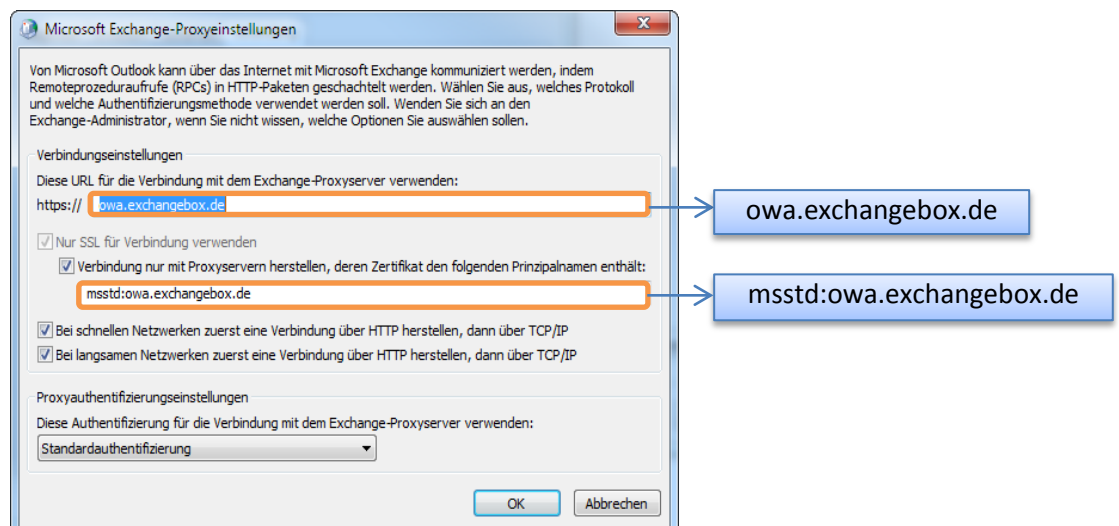 Microsoft Exchange-Proxyeinstellungen
Von Microsoft Outlook kann über das Internet mit Microsoft Exchange kommuniziert werden, indem
Remoteprozeduraufrufe (RPCs) in HTTP-Paketen geschachtelt werden. Wählen Sie aus, welches Protokoll
und welche Authentifizierungsmethode verwendet werden soll. Wenden Sie sich an den
Exchange-Administrator, wenn Sie nicht wissen, welche Optionen Sie auswählen sollen.
Verbindungseinstellungen
Diese URL für die Verbindung mit dem Exchange-Proxyserver verwenden:
https:// owa.exchangebox.de
owa.exchangebox.de
Nur SSL für Verbindung verwenden
Verbindung nur mit Proxyservern herstellen, deren Zertifikat den folgenden Prinzipalnamen enthält:
msstd:owa.exchangebox.de
msstd:owa.exchangebox.de
Bei schnellen Netzwerken zuerst eine Verbindung über HTTP herstellen, dann über TCP/IP
Bei langsamen Netzwerken zuerst eine Verbindung über HTTP herstellen, dann über TCP/IP
Proxyauthentifizierungseinstellungen
Diese Authentifizierung für die Verbindung mit dem Exchange-Proxyserver verwenden:
Standardauthentifizierung
OK Abbrechen